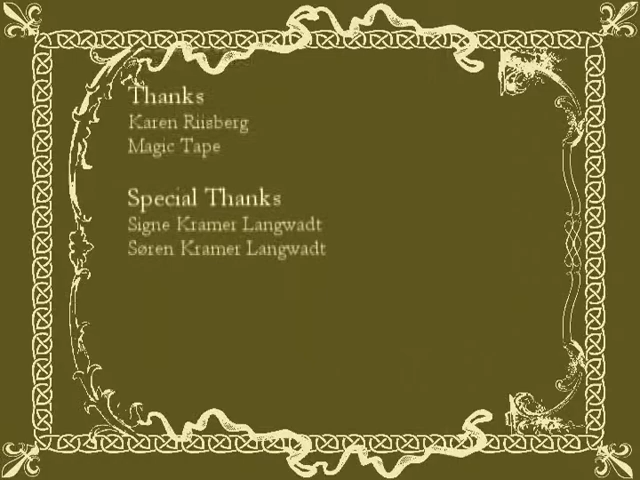 Thanks
Karen Riisberg
Magic Tape
Special Thanks
Signe Kramer Langwadt
Søren Kramer Langwadt